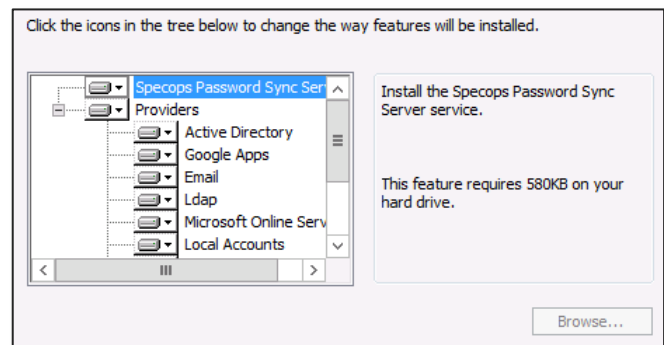 Click the icons in the tree below to change the way features will be installed.
Specops Password Sync Ser
Providers
Active Directory
Google Apps
Email
Ldap
Microsoft Online Serv
Local Accounts
Install the Specops Password Sync
Server service.
This feature requires 580KB on your
hard drive.
Browse...